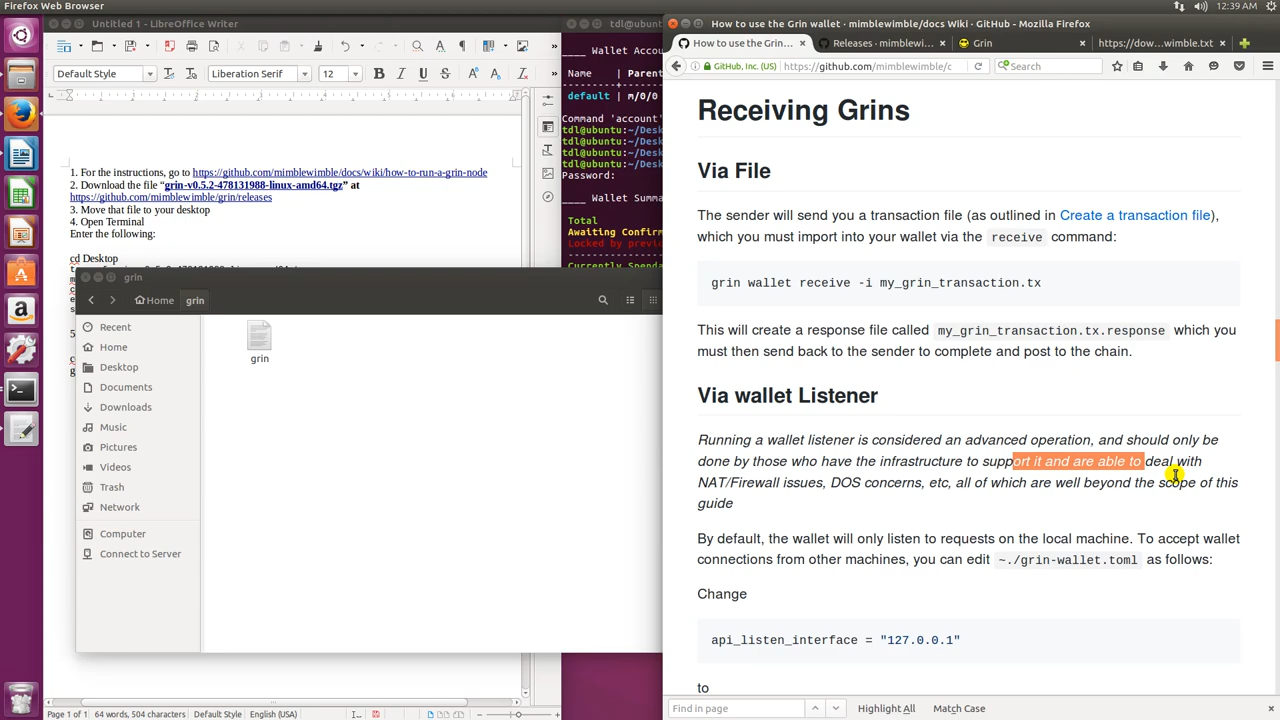 Firefox Web Browser
12:39 AM
Untitled 1 - LibreOffice Writer
Default Style
Liberation Serif
12
1. For the instructions, go to https://github.com/mimblewimble/docs/wiki/how-to-run-a-grin-node
2. Download the file “grin-v0.5.2-478131988-linux-amd64.tgz” at
https://github.com/mimblewimble/grin/releases
3. Move that file to your desktop
4. Open Terminal
Enter the following:
cd Desktop
Page 1 of 1
64 words, 504 characters
Default Style
English (USA)
tdl@ubuntu
____ Wallet Accou
Name | Parent
default | m/0/0
Command 'account'
tdl@ubuntu:~/Desk
tdl@ubuntu:~/Desk
tdl@ubuntu:~/Desk
tdl@ubuntu:~/Desk
Password:
____ Wallet Summa
Total
Awaiting Confirm
Locked by previo
Currently Spenda
grin
Home
grin
Recent
Home
Desktop
Documents
Downloads
Music
Pictures
Videos
Trash
Network
Computer
Connect to Server
grin
How to use the Grin wallet · mimblewimble/docs Wiki · GitHub - Mozilla Firefox
How to use the Grin…
Releases · mimblewi…
Grin
https://dow…wimble.txt
GitHub, Inc. (US)
https://github.com/mimblewimble/c
Search
Receiving Grins
Via File
The sender will send you a transaction file (as outlined in Create a transaction file),
which you must import into your wallet via the receive command:
grin wallet receive -i my_grin_transaction.tx
This will create a response file called my_grin_transaction.tx.response which you
must then send back to the sender to complete and post to the chain.
Via wallet Listener
Running a wallet listener is considered an advanced operation, and should only be
done by those who have the infrastructure to support it and are able to deal with
NAT/Firewall issues, DOS concerns, etc, all of which are well beyond the scope of this
guide
By default, the wallet will only listen to requests on the local machine. To accept wallet
connections from other machines, you can edit ~./grin-wallet.toml as follows:
Change
api_listen_interface = "127.0.0.1"
to
Find in page
Highlight All
Match Case